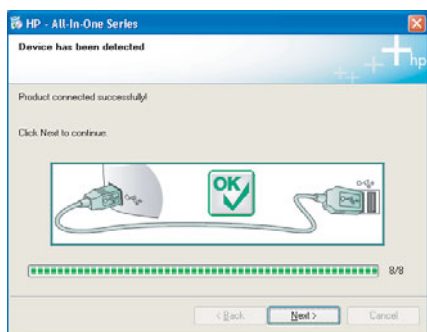 HP - All-In-One Series
Device has been detected
hp
Product connected successfully!
Click Next to continue.
OK
8/8
< Back Next > Cancel